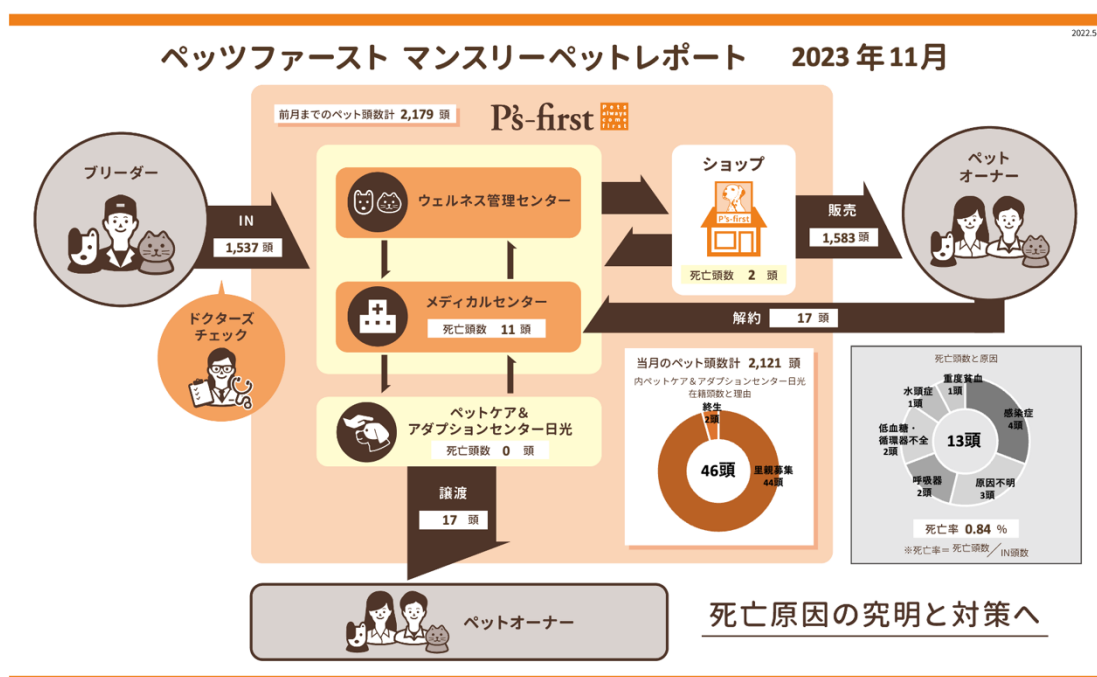 2022.5
ペッツファースト マンスリーペットレポート 2023 年 11月
前月までのペット頭数計 2,179 頭
P's-first
Pets
always
come
first
ブリーダー
IN
1,537 頭
ドクターズ
チェック
ウェルネス管理センター
メディカルセンター
死亡頭数 11 頭
ペットケア＆
アダプションセンター日光
死亡頭数 0 頭
ショップ
P's-first
死亡頭数 2 頭
販売
1,583 頭
ペット
オーナー
解約 17 頭
譲渡
17 頭
ペットオーナー
当月のペット頭数計 2,121 頭
内ペットケア＆アダプションセンター日光
在籍頭数と理由
終生
2頭
46頭
里親募集
44頭
死亡頭数と原因
重度貧血
1頭
水頭症
1頭
感染症
4頭
低血糖・
循環器不全
2頭
13頭
呼吸器
2頭
原因不明
3頭
死亡率 0.84 %
※死亡率＝死亡頭数／IN頭数
死亡原因の究明と対策へ